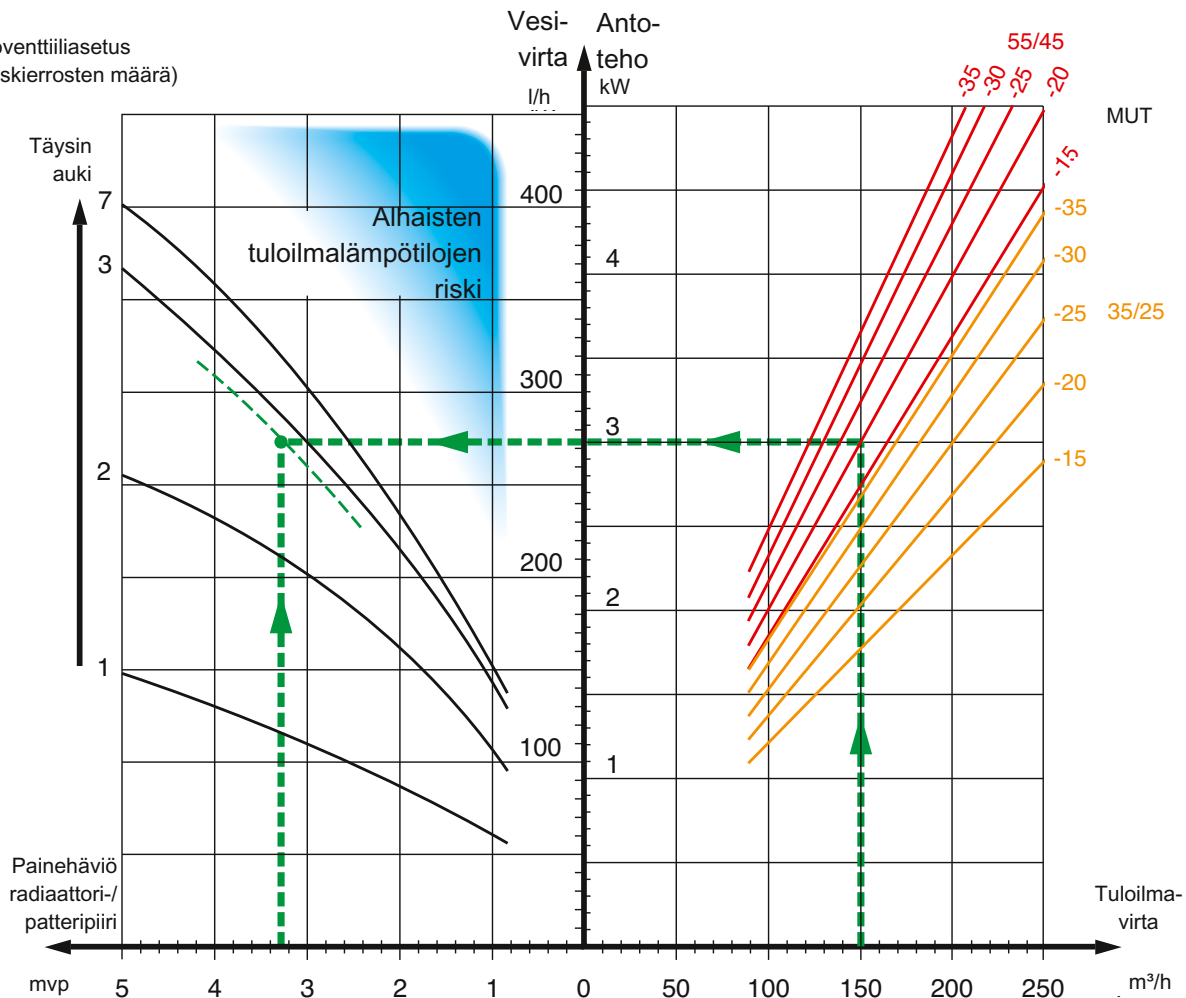 Vesi-
virta
l/h
Anto-
teho
kW
skierrosten määrä)
55/45
-35
-30
-25
-20
MUT
-15
Täysin
auki
7
3
2
1
Alhaisten
tuloilmalämpötilojen
riski
400
300
200
100
4
3
2
1
-35
-30
-25
35/25
-20
-15
Painehäviö
radiaattori-/
patteripiiri
Tuloilma-
virta
mvp
5
4
3
2
1
0
50
100
150
200
250
m³/h